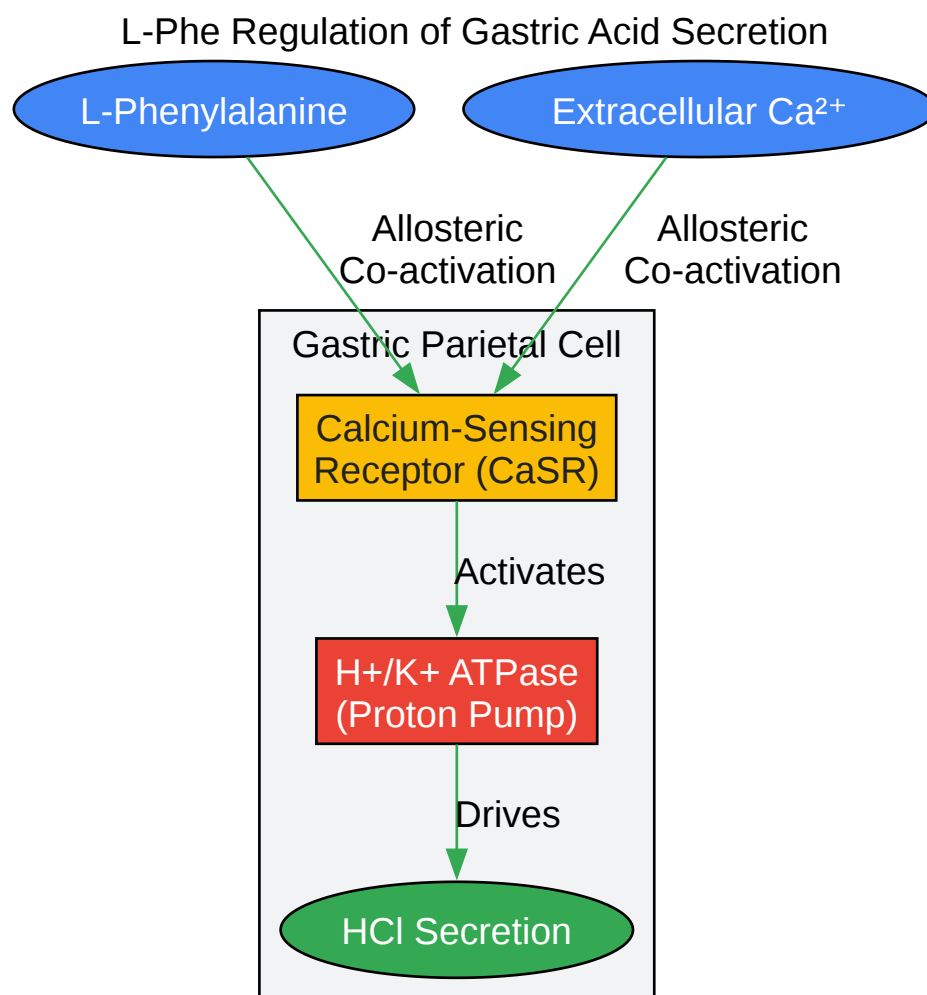 L-Phe Regulation of Gastric Acid Secretion
L-Phenylalanine
Extracellular Ca²⁺
Allosteric
Co-activation
Allosteric
Co-activation
Gastric Parietal Cell
Calcium-Sensing
Receptor (CaSR)
Activates
H+/K+ ATPase
(Proton Pump)
Drives
HCl Secretion